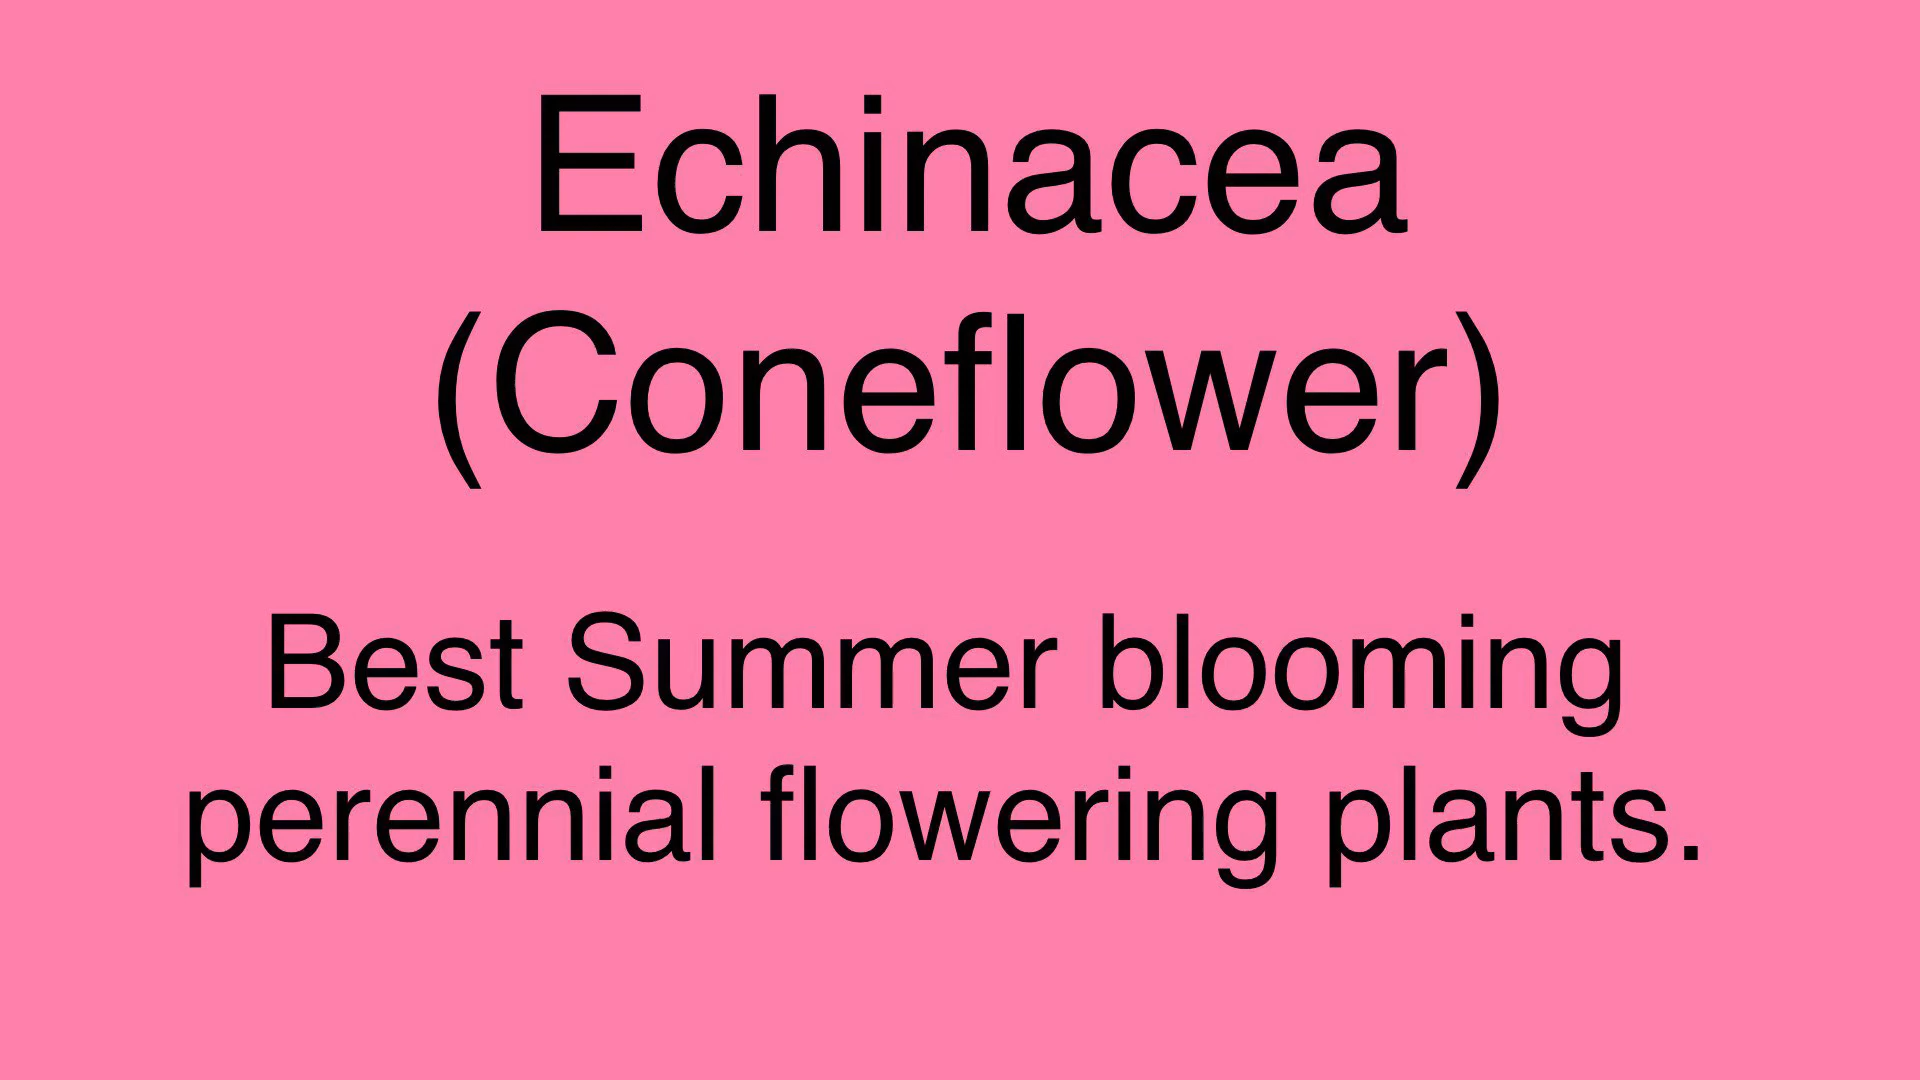 Echinacea
(Coneflower)
Best Summer blooming
perennial flowering plants.